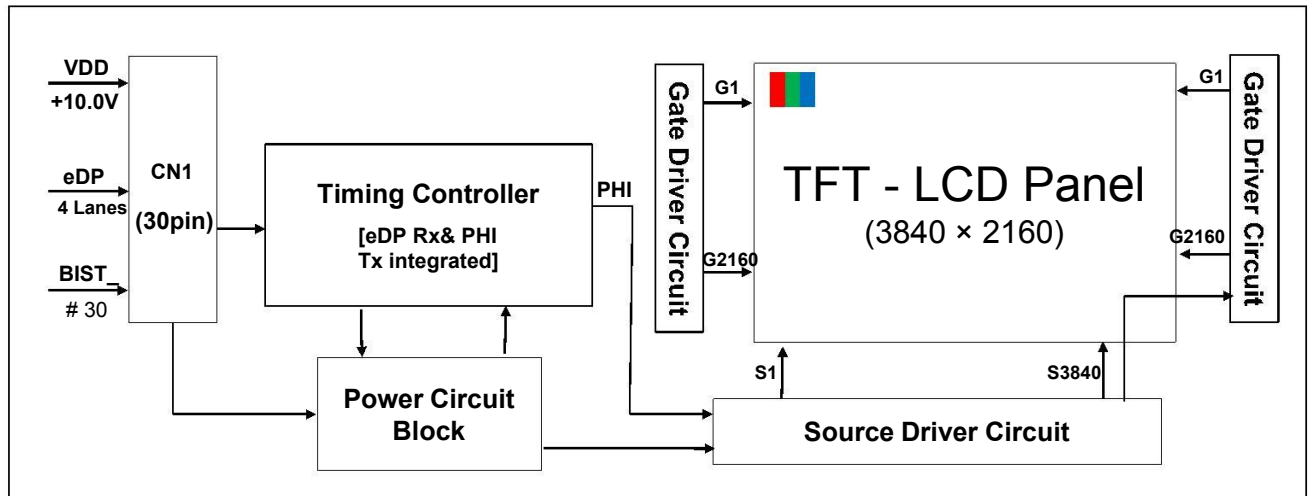 VDD
+10.0V
eDP
4 Lanes
BIST_
# 30
CN1
(30pin)
Timing Controller
[eDP Rx& PHI
Tx integrated]
PHI
Power Circuit
Block
Gate Driver Circuit
G1
G2160
TFT - LCD Panel
(3840 × 2160)
G1
G2160
Gate Driver Circuit
S1
S3840
Source Driver Circuit